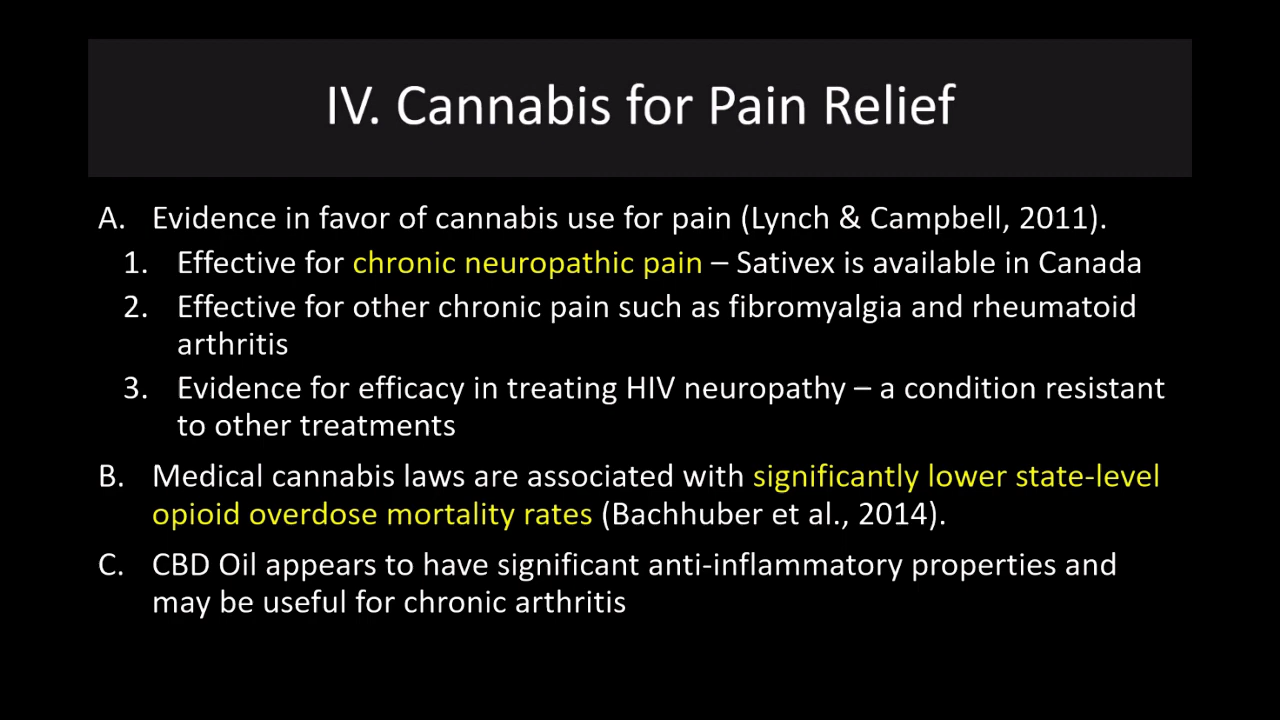 IV. Cannabis for Pain Relief
A. Evidence in favor of cannabis use for pain (Lynch & Campbell, 2011).
1. Effective for chronic neuropathic pain – Sativex is available in Canada
2. Effective for other chronic pain such as fibromyalgia and rheumatoid
arthritis
3. Evidence for efficacy in treating HIV neuropathy – a condition resistant
to other treatments
B. Medical cannabis laws are associated with significantly lower state-level
opioid overdose mortality rates (Bachhuber et al., 2014).
C. CBD Oil appears to have significant anti-inflammatory properties and
may be useful for chronic arthritis